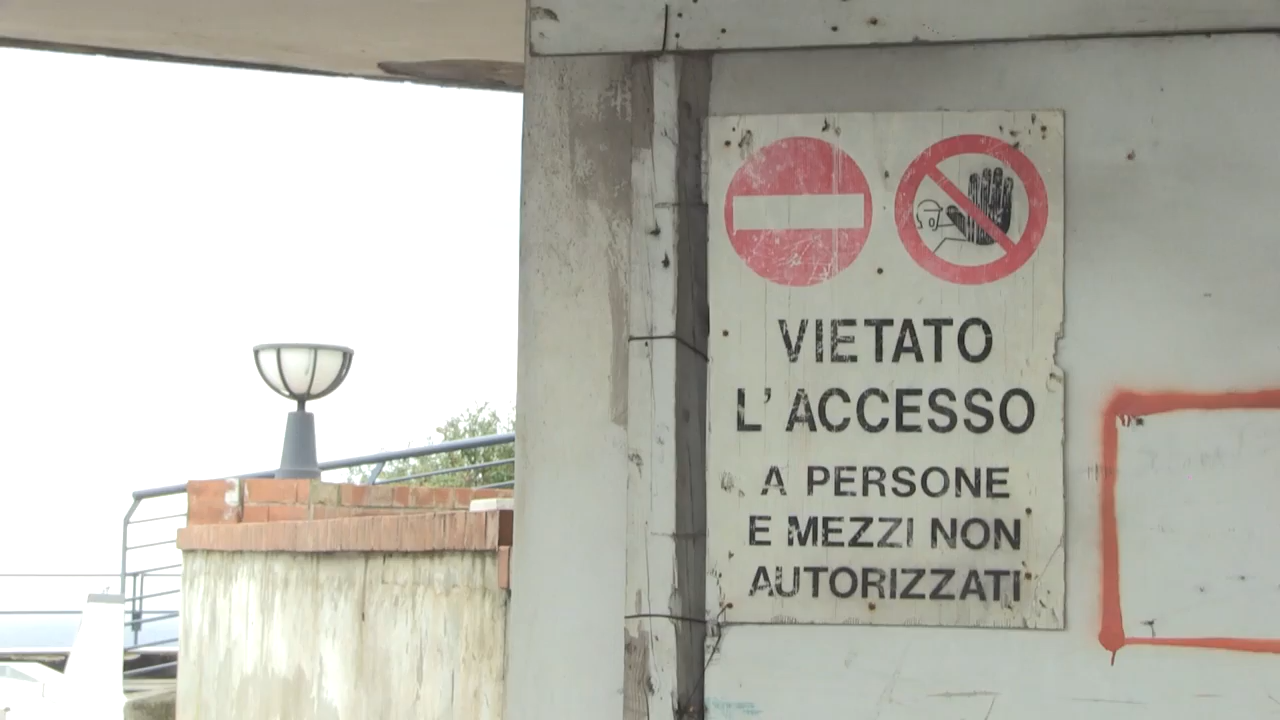 VIETATO
L'ACCESSO
A PERSONE
E MEZZI NON
AUTORIZZATI